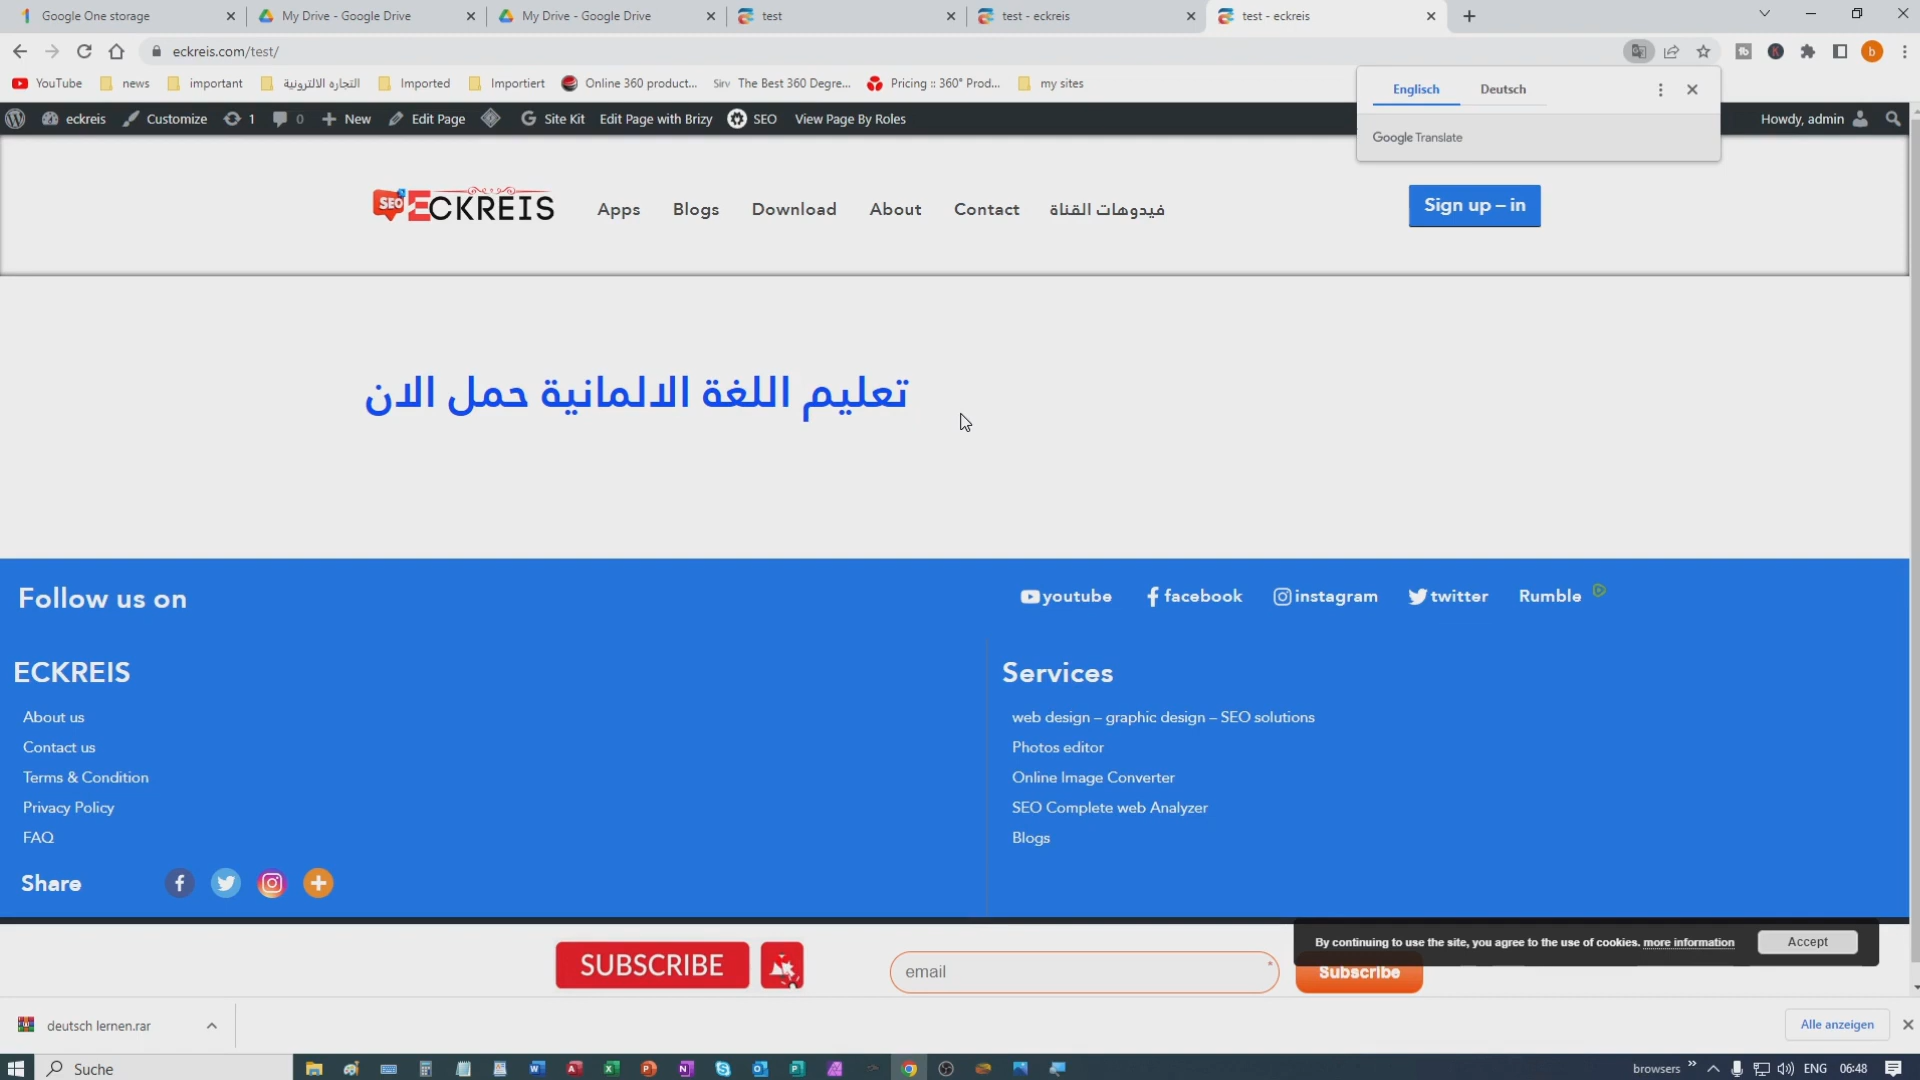 Google One storage
My Drive - Google Drive
My Drive - Google Drive
test
test - eckreis
test - eckreis
eckreis.com/test/
YouTube
news
important
التجاره الالترونية
Imported
Importiert
Online 360 product...
Sirv The Best 360 Degre...
Pricing :: 360° Prod...
my sites
Englisch
Deutsch
Google Translate
eckreis
Customize
1
0
New
Edit Page
Site Kit
Edit Page with Brizy
SEO
View Page By Roles
Howdy, admin
SEO ECKREIS
Apps
Blogs
Download
About
Contact
فيدوهات القناة
Sign up – in
تعليم اللغة الالمانية حمل الان
Follow us on
youtube
facebook
instagram
twitter
Rumble
ECKREIS
About us
Contact us
Terms & Condition
Privacy Policy
FAQ
Share
Services
web design – graphic design – SEO solutions
Photos editor
Online Image Converter
SEO Complete web Analyzer
Blogs
By continuing to use the site, you agree to the use of cookies. more information
Accept
SUBSCRIBE
email
*
Subscribe
deutsch lernen.rar
Alle anzeigen
Suche
browsers
ENG
06:48